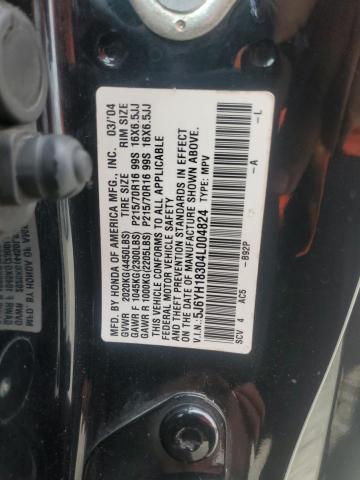 MFD. BY HONDA OF AMERICA MFG., INC. 03/'04
TIRE SIZE RIM SIZE
GVWR 2020KG(4450LBS)
GAWR F 1045KG(2300LBS) P215/70R16 99S 16X6.5JJ
GAWR R 1000KG(2205LBS) P215/70R16 99S 16X6.5JJ
THIS VEHICLE CONFORMS TO ALL APPLICABLE
FEDERAL MOTOR VEHICLE SAFETY AND
THEFT PREVENTION STANDARDS IN EFFECT
ON THE DATE OF MANUFACTURE SHOWN ABOVE.
V.I.N.: 5J6YH18304L004824 TYPE: MPV
SCV 4 AC5 -B92P -A -L